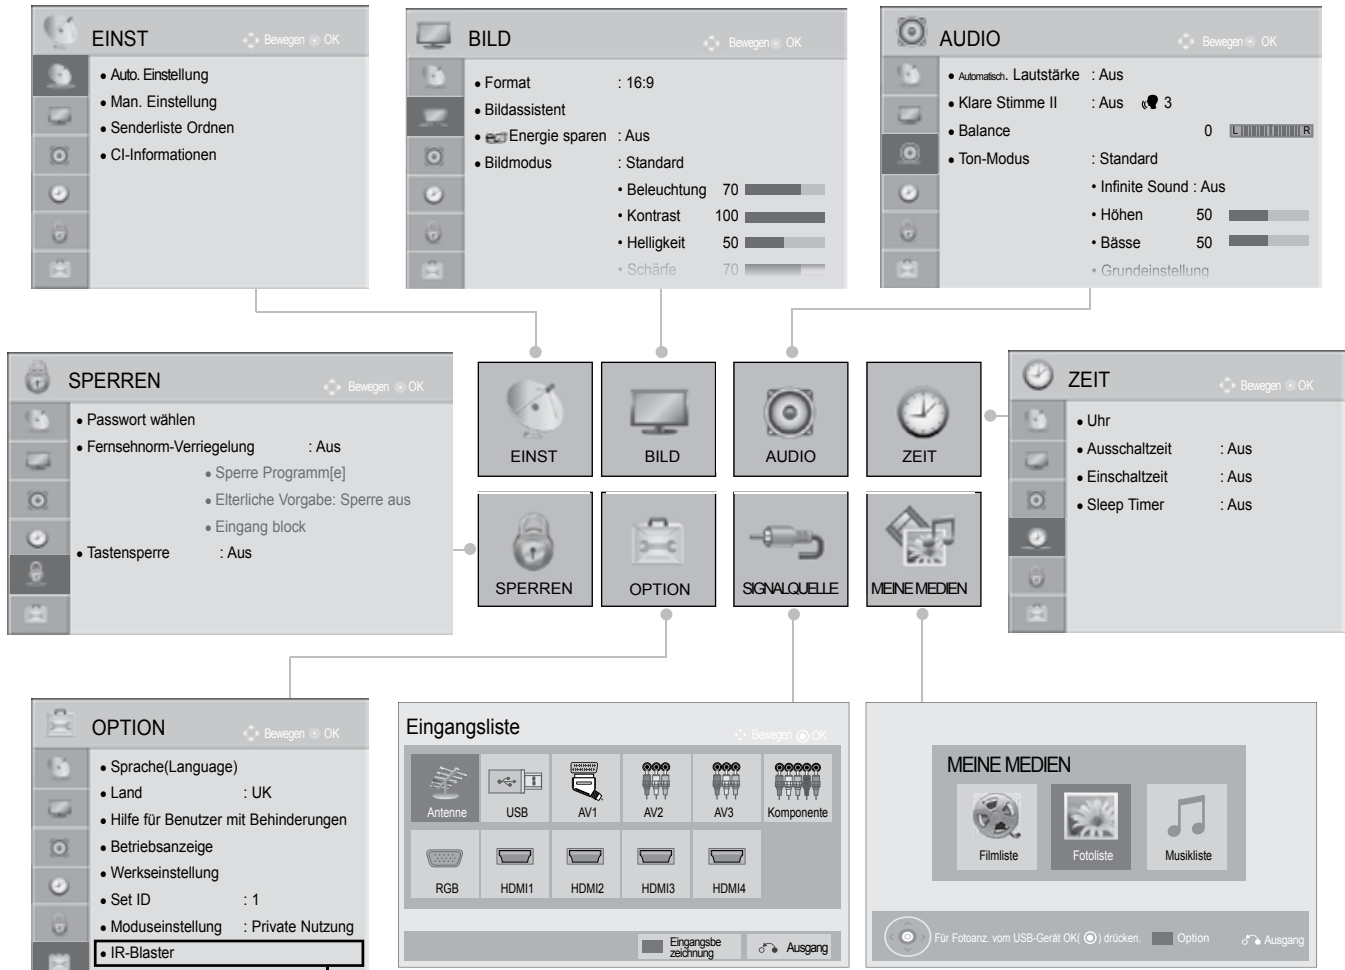 EINST
Bewegen OK
• Auto. Einstellung
• Man. Einstellung
• Senderliste Ordnen
• CI-Informationen
BILD
Bewegen OK
• Format : 16:9
• Bildassistent
• Energie sparen : Aus
• Bildmodus : Standard
• Beleuchtung 70
• Kontrast 100
• Helligkeit 50
• Schärfe 70
AUDIO
Bewegen OK
• Automatisch. Lautstärke : Aus
• Klare Stimme II : Aus 3
• Balance 0 L R
• Ton-Modus : Standard
• Infinite Sound : Aus
• Höhen 50
• Bässe 50
• Grundeinstellung
SPERREN
Bewegen OK
• Passwort wählen
• Fernsehnorm-Verriegelung : Aus
• Sperre Programm[e]
• Elterliche Vorgabe: Sperre aus
• Eingang block
• Tastensperre : Aus
EINST
BILD
AUDIO
ZEIT
SPERREN
OPTION
SIGNALQUELLE
MEINE MEDIEN
ZEIT
Bewegen OK
• Uhr
• Ausschaltzeit : Aus
• Einschaltzeit : Aus
• Sleep Timer : Aus
OPTION
Bewegen OK
• Sprache(Language)
• Land : UK
• Hilfe für Benutzer mit Behinderungen
• Betriebsanzeige
• Werkseinstellung
• Set ID : 1
• Moduseinstellung : Private Nutzung
• IR-Blaster
Eingangsliste
Bewegen OK
Antenne
USB
AV1
AV2
AV3
Komponente
RGB
HDMI1
HDMI2
HDMI3
HDMI4
Eingangsbe
zeichnung
Ausgang
MEINE MEDIEN
Filmliste
Fotoliste
Musikliste
Für Fotoanz. vom USB-Gerät OK( ) drücken.
Option
Ausgang